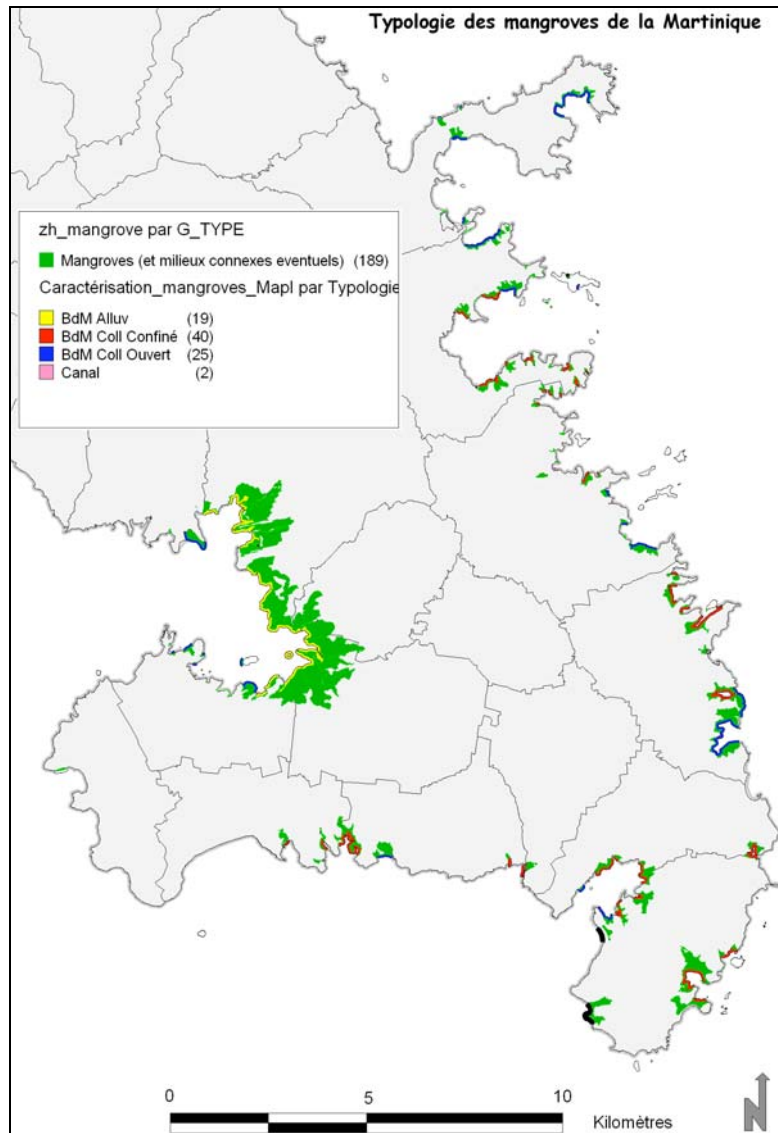 Typologie des mangroves de la Martinique
zh_mangrove par G_TYPE
Mangroves (et milieux connexes eventuels) (189)
Caractérisation_mangroves_MapI par Typologie
BdM Alluv (19)
BdM Coll Confiné (40)
BdM Coll Ouvert (25)
Canal (2)
0 5 10
Kilomètres
N